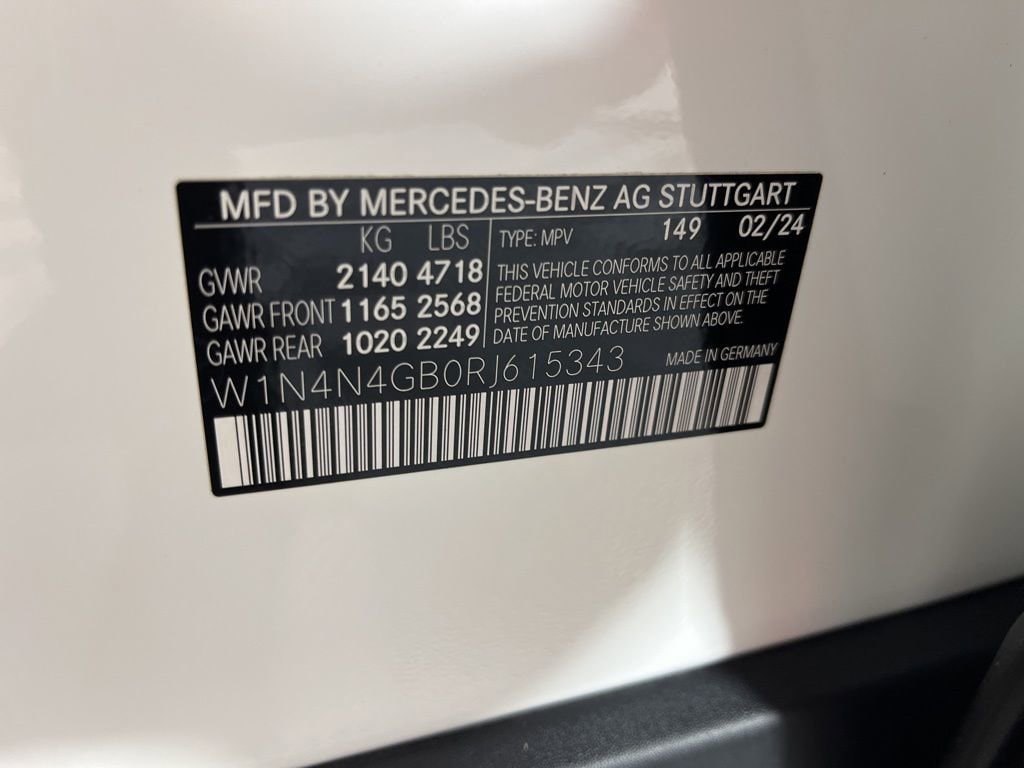 MFD BY MERCEDES-BENZ AG STUTTGART
KG LBS
GVWR 2140 4718
GAWR FRONT 1165 2568
GAWR REAR 1020 2249
TYPE: MPV 149 02/24
THIS VEHICLE CONFORMS TO ALL APPLICABLE
FEDERAL MOTOR VEHICLE SAFETY AND THEFT
PREVENTION STANDARDS IN EFFECT ON THE
DATE OF MANUFACTURE SHOWN ABOVE.
W1N4N4GB0RJ615343
MADE IN GERMANY